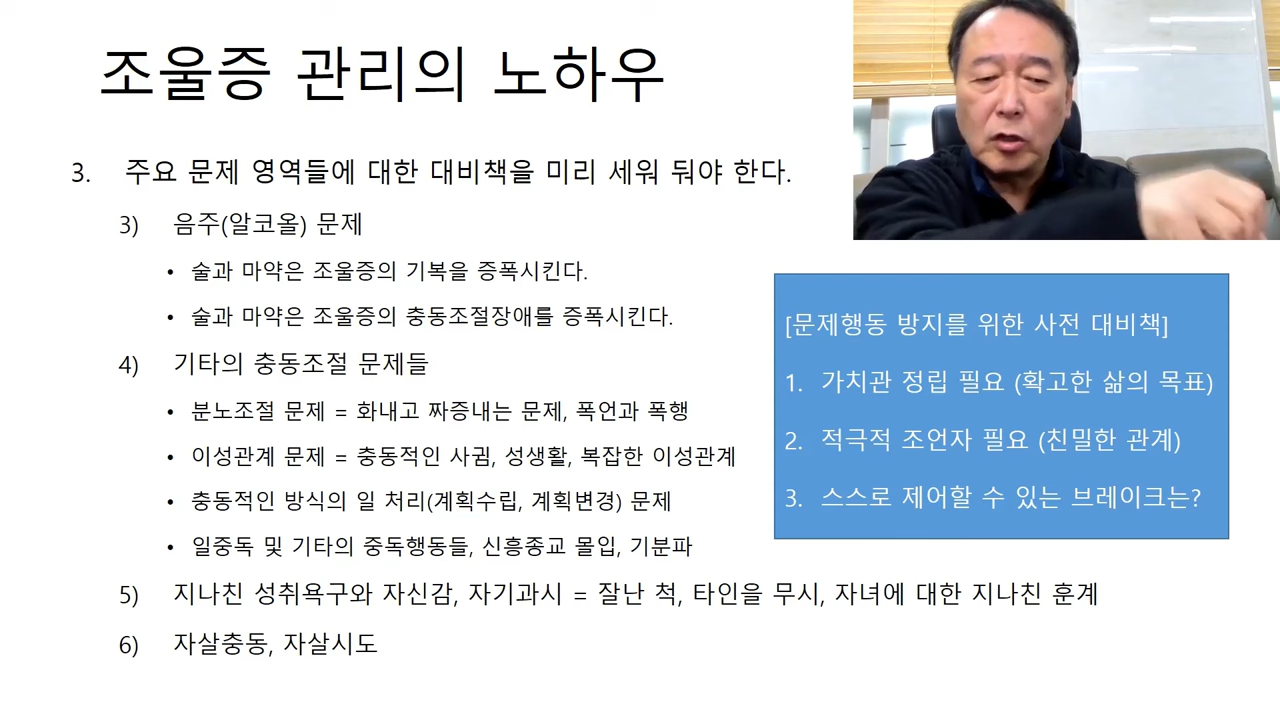 조울증 관리의 노하우
3. 주요 문제 영역들에 대한 대비책을 미리 세워 둬야 한다.
3) 음주(알코올) 문제
• 술과 마약은 조울증의 기복을 증폭시킨다.
• 술과 마약은 조울증의 충동조절장애를 증폭시킨다.
4) 기타의 충동조절 문제들
• 분노조절 문제 = 화내고 짜증내는 문제, 폭언과 폭행
• 이성관계 문제 = 충동적인 사귐, 성생활, 복잡한 이성관계
• 충동적인 방식의 일 처리(계획수립, 계획변경) 문제
• 일중독 및 기타의 중독행동들, 신흥종교 몰입, 기분파
5) 지나친 성취욕구와 자신감, 자기과시 = 잘난 척, 타인을 무시, 자녀에 대한 지나친 훈계
6) 자살충동, 자살시도
[문제행동 방지를 위한 사전 대비책]
1. 가치관 정립 필요 (확고한 삶의 목표)
2. 적극적 조언자 필요 (친밀한 관계)
3. 스스로 제어할 수 있는 브레이크는?